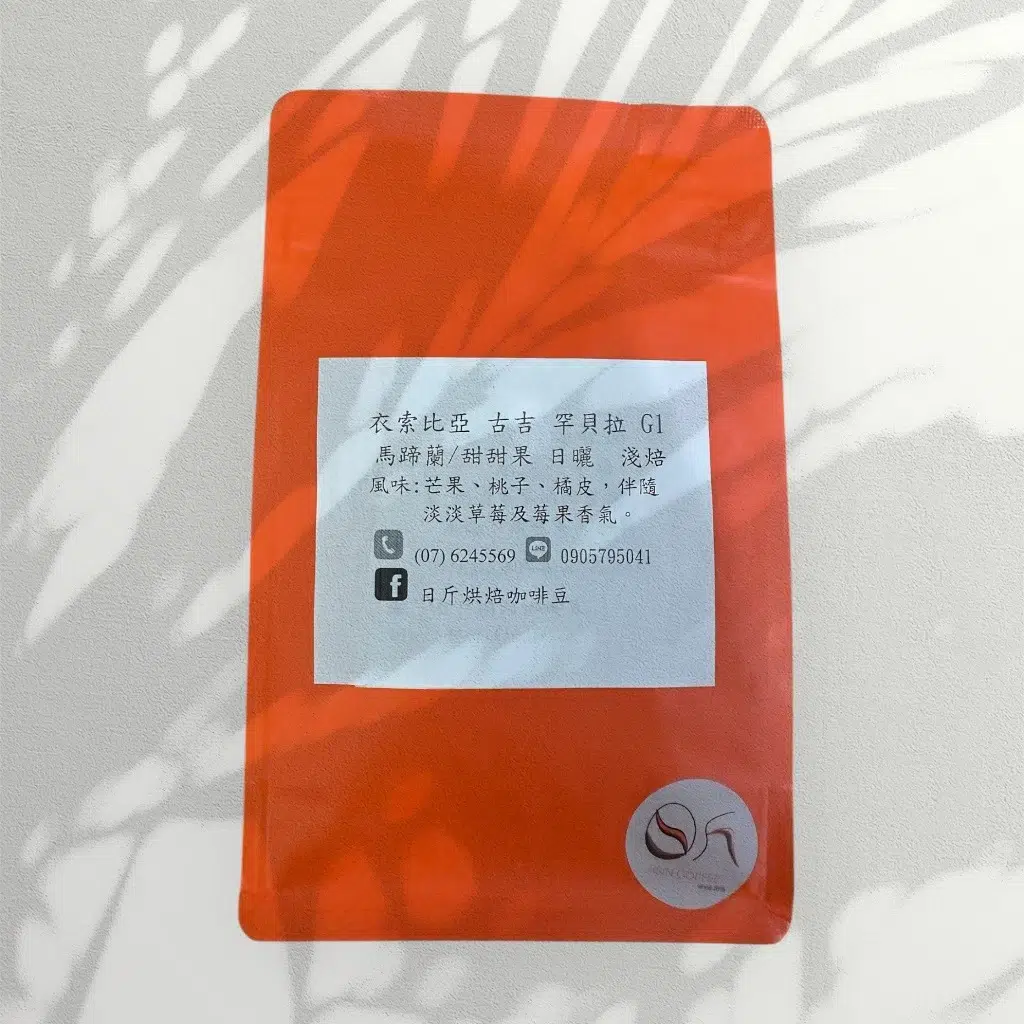 衣索比亞 古吉 罕貝拉 G1
馬蹄蘭/甜甜果 日曬 淺焙
風味:芒果、桃子、橘皮，伴隨
淡淡草莓及莓果香氣。
(07) 6245569 LINE 0905795041
f 日斤烘焙咖啡豆